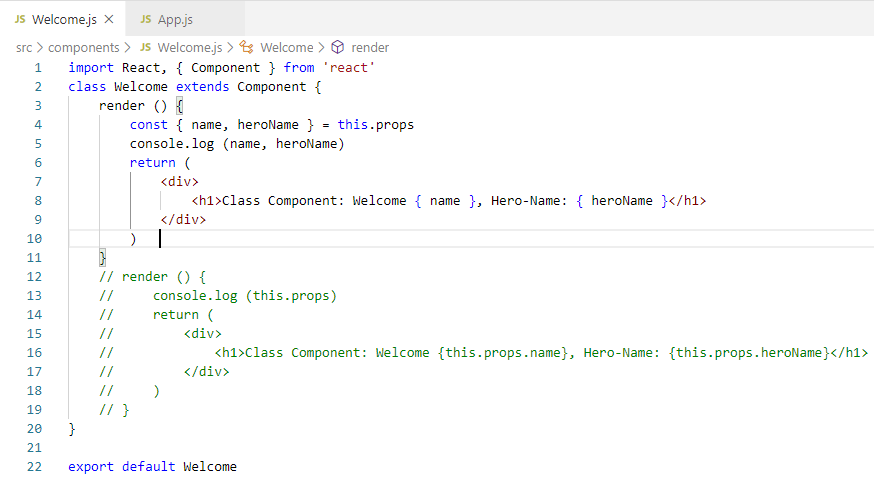 JS Welcome.js × JS App.js
src > components > JS Welcome.js > Welcome > render
1 import React, { Component } from 'react'
2 class Welcome extends Component {
3     render () {
4         const { name, heroName } = this.props
5         console.log (name, heroName)
6         return (
7             <div>
8                 <h1>Class Component: Welcome { name }, Hero-Name: { heroName }</h1>
9             </div>
10         )
11     }
12     // render () {
13     //     console.log (this.props)
14     //     return (
15     //         <div>
16     //             <h1>Class Component: Welcome {this.props.name}, Hero-Name: {this.props.heroName}</h1>
17     //         </div>
18     //     )
19     // }
20 }
21
22 export default Welcome